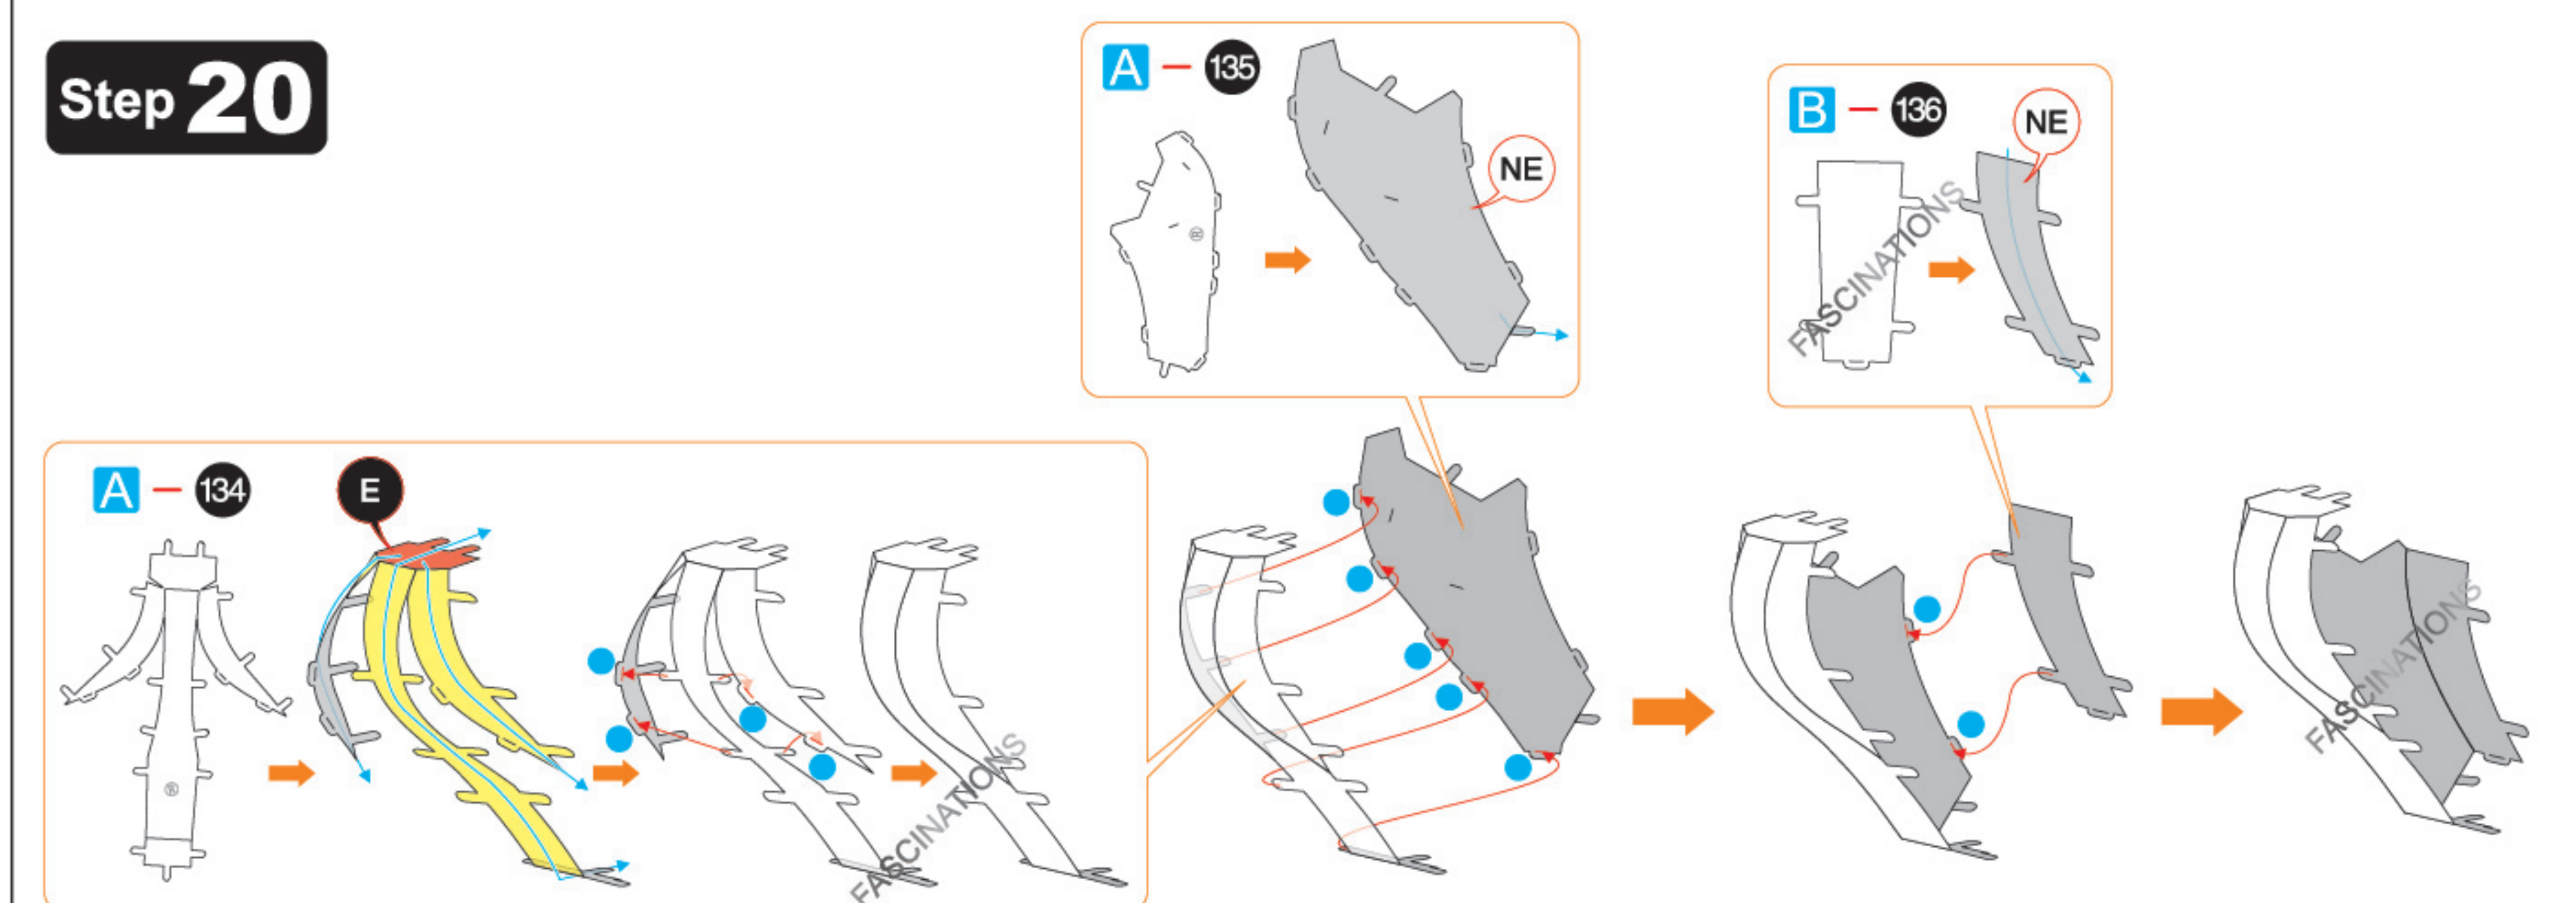 Step 20
A - 135
NE
B - 136
NE
FASCINATIONS
A - 134
E
FASCINATIONS
FASCINATIONS